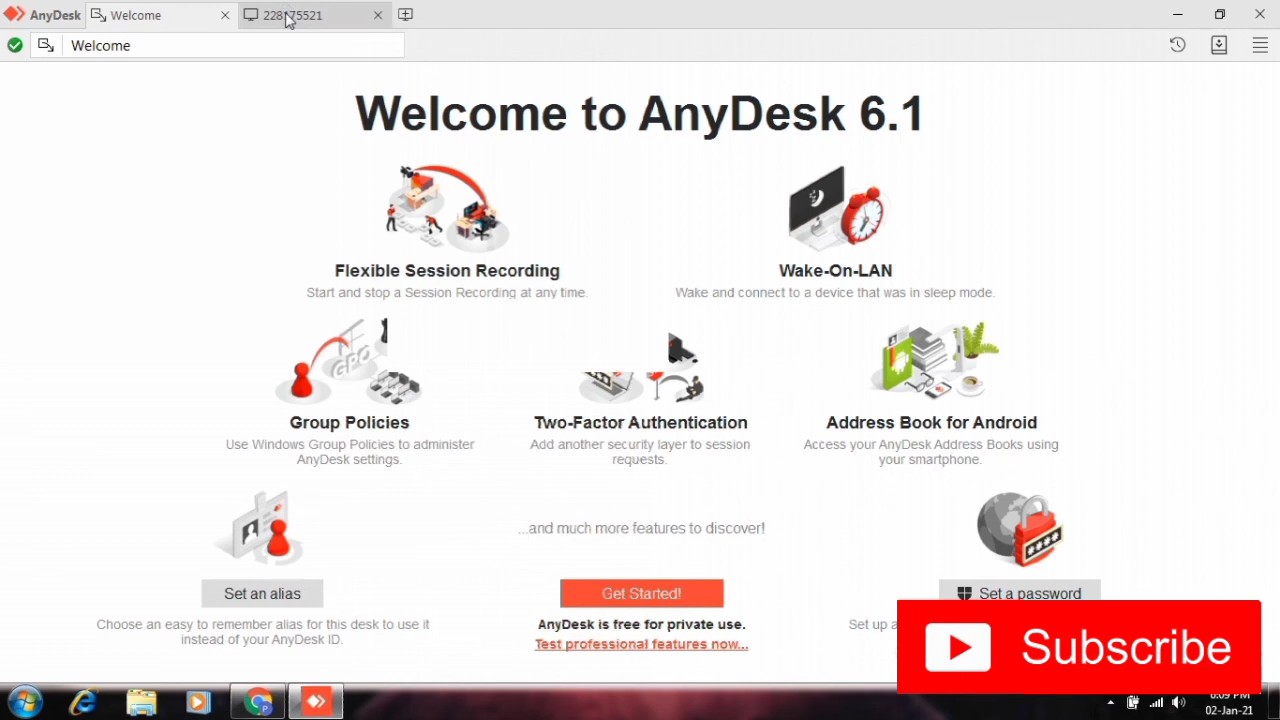 AnyDesk
Welcome
Welcome
Welcome to AnyDesk 6.1
Flexible Session Recording
Start and stop a Session Recording at any time.
Wake-On-LAN
Wake and connect to a device that was in sleep mode.
GPO
Group Policies
Use Windows Group Policies to administer
AnyDesk settings.
Two-Factor Authentication
Add another security layer to session
requests.
Address Book for Android
Access your AnyDesk Address Books using
your smartphone.
...and much more features to discover!
Set an alias
Choose an easy to remember alias for this desk to use it
instead of your AnyDesk ID.
Get Started!
AnyDesk is free for private use.
Test professional features now...
Set a password
Set up
Subscribe
02-Jan-21